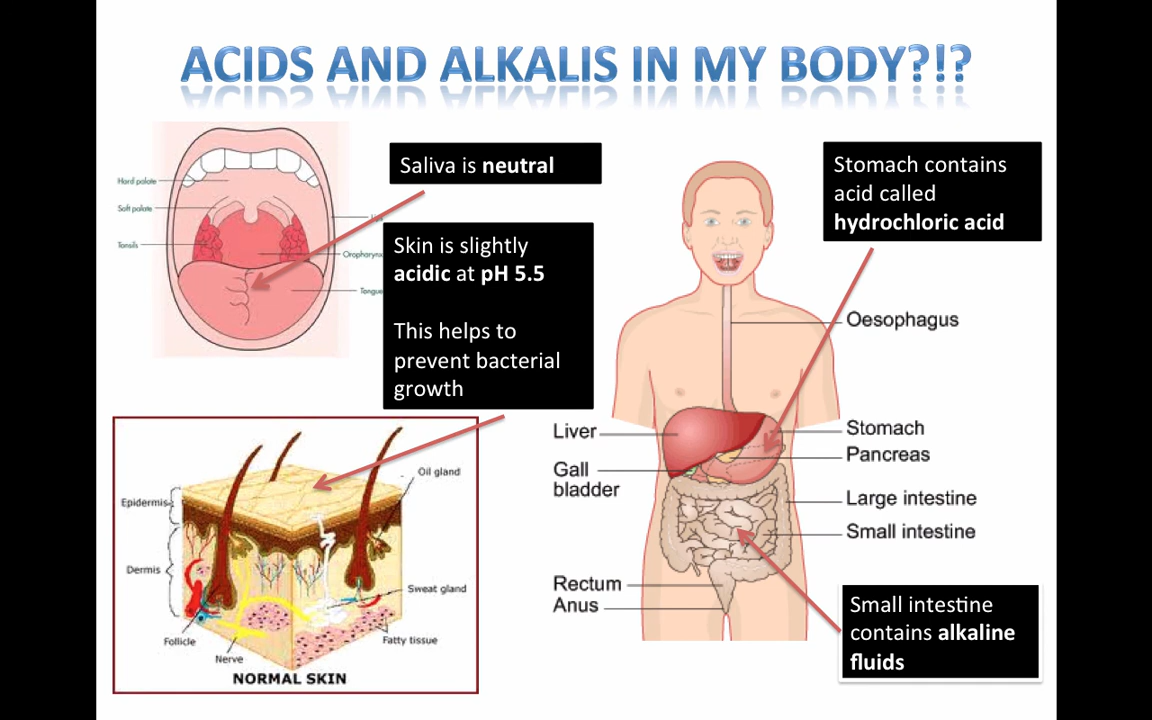 ACIDS AND ALKALIS IN MY BODY?!?
Hard palate
Soft palate
Tonsils
Oropharynx
Tongue
Saliva is neutral
Skin is slightly
acidic at pH 5.5
This helps to
prevent bacterial
growth
Epidermis
Dermis
Oil gland
Sweat gland
Fatty tissue
Follicle
Nerve
NORMAL SKIN
Stomach contains
acid called
hydrochloric acid
Oesophagus
Liver
Gall
bladder
Stomach
Pancreas
Large intestine
Small intestine
Rectum
Anus
Small intestine
contains alkaline
fluids